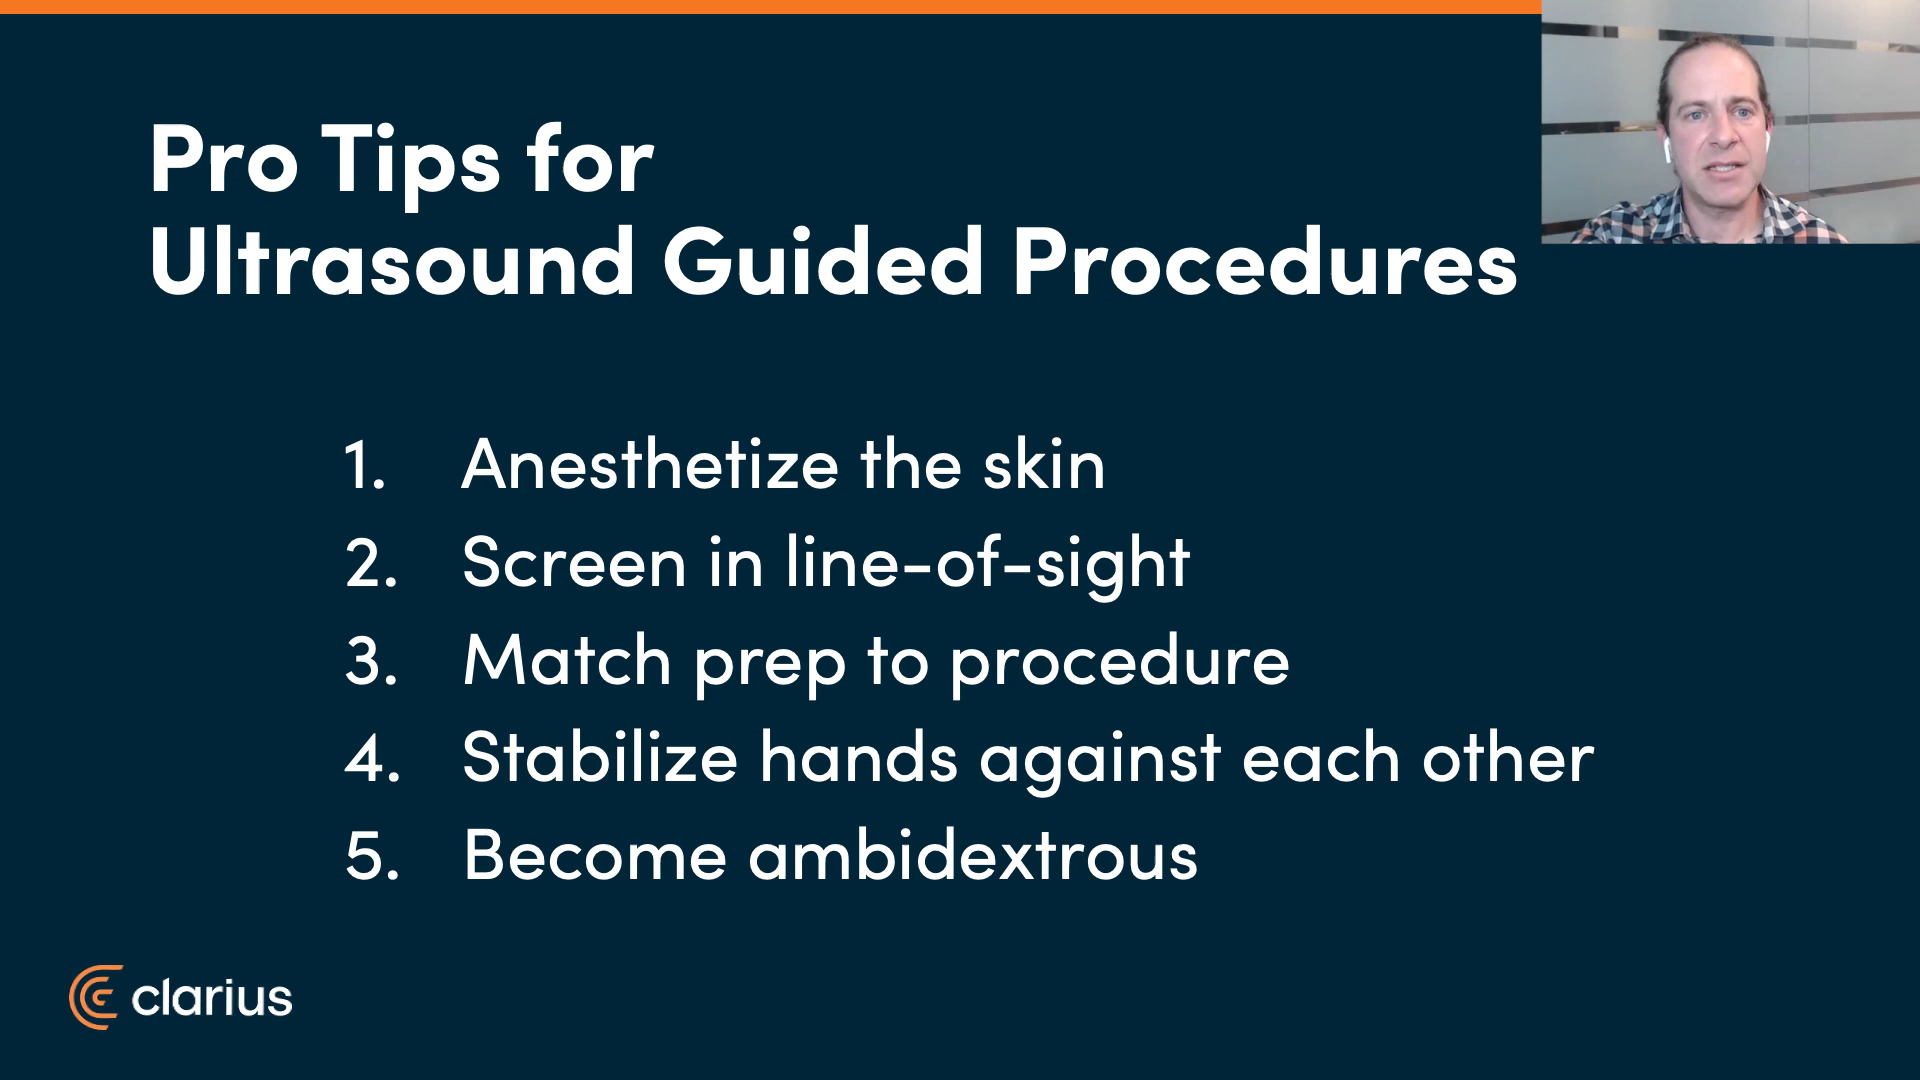 Pro Tips for
Ultrasound Guided Procedures
1. Anesthetize the skin
2. Screen in line-of-sight
3. Match prep to procedure
4. Stabilize hands against each other
5. Become ambidextrous
clarius